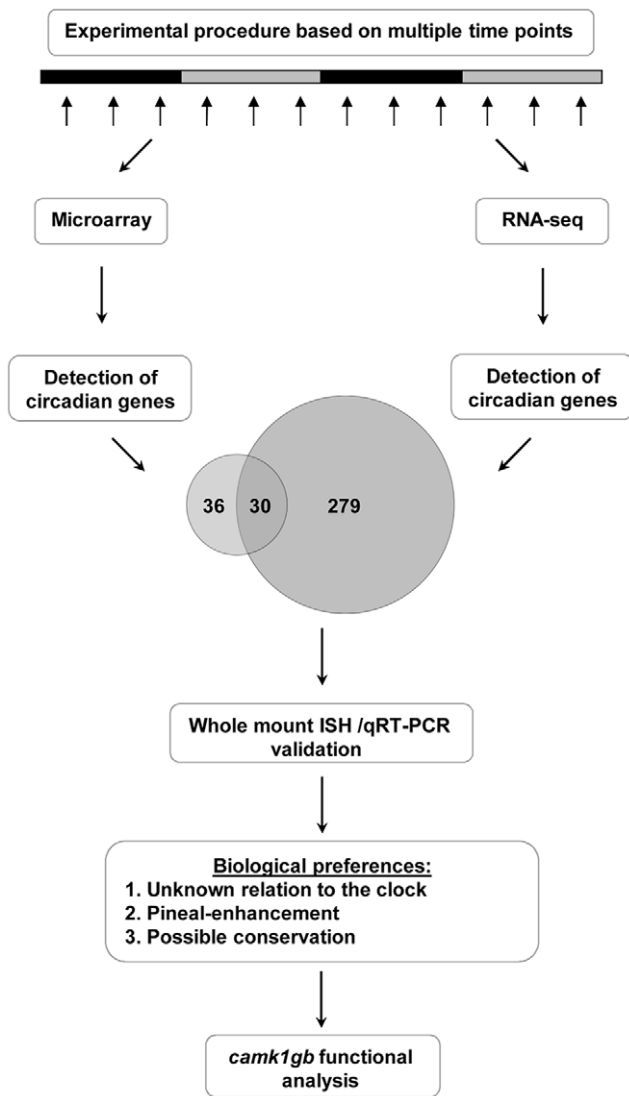 Experimental procedure based on multiple time points
Microarray
RNA-seq
Detection of
circadian genes
Detection of
circadian genes
36
30
279
Whole mount ISH /qRT-PCR
validation
Biological preferences:
1. Unknown relation to the clock
2. Pineal-enhancement
3. Possible conservation
camk1gb functional
analysis